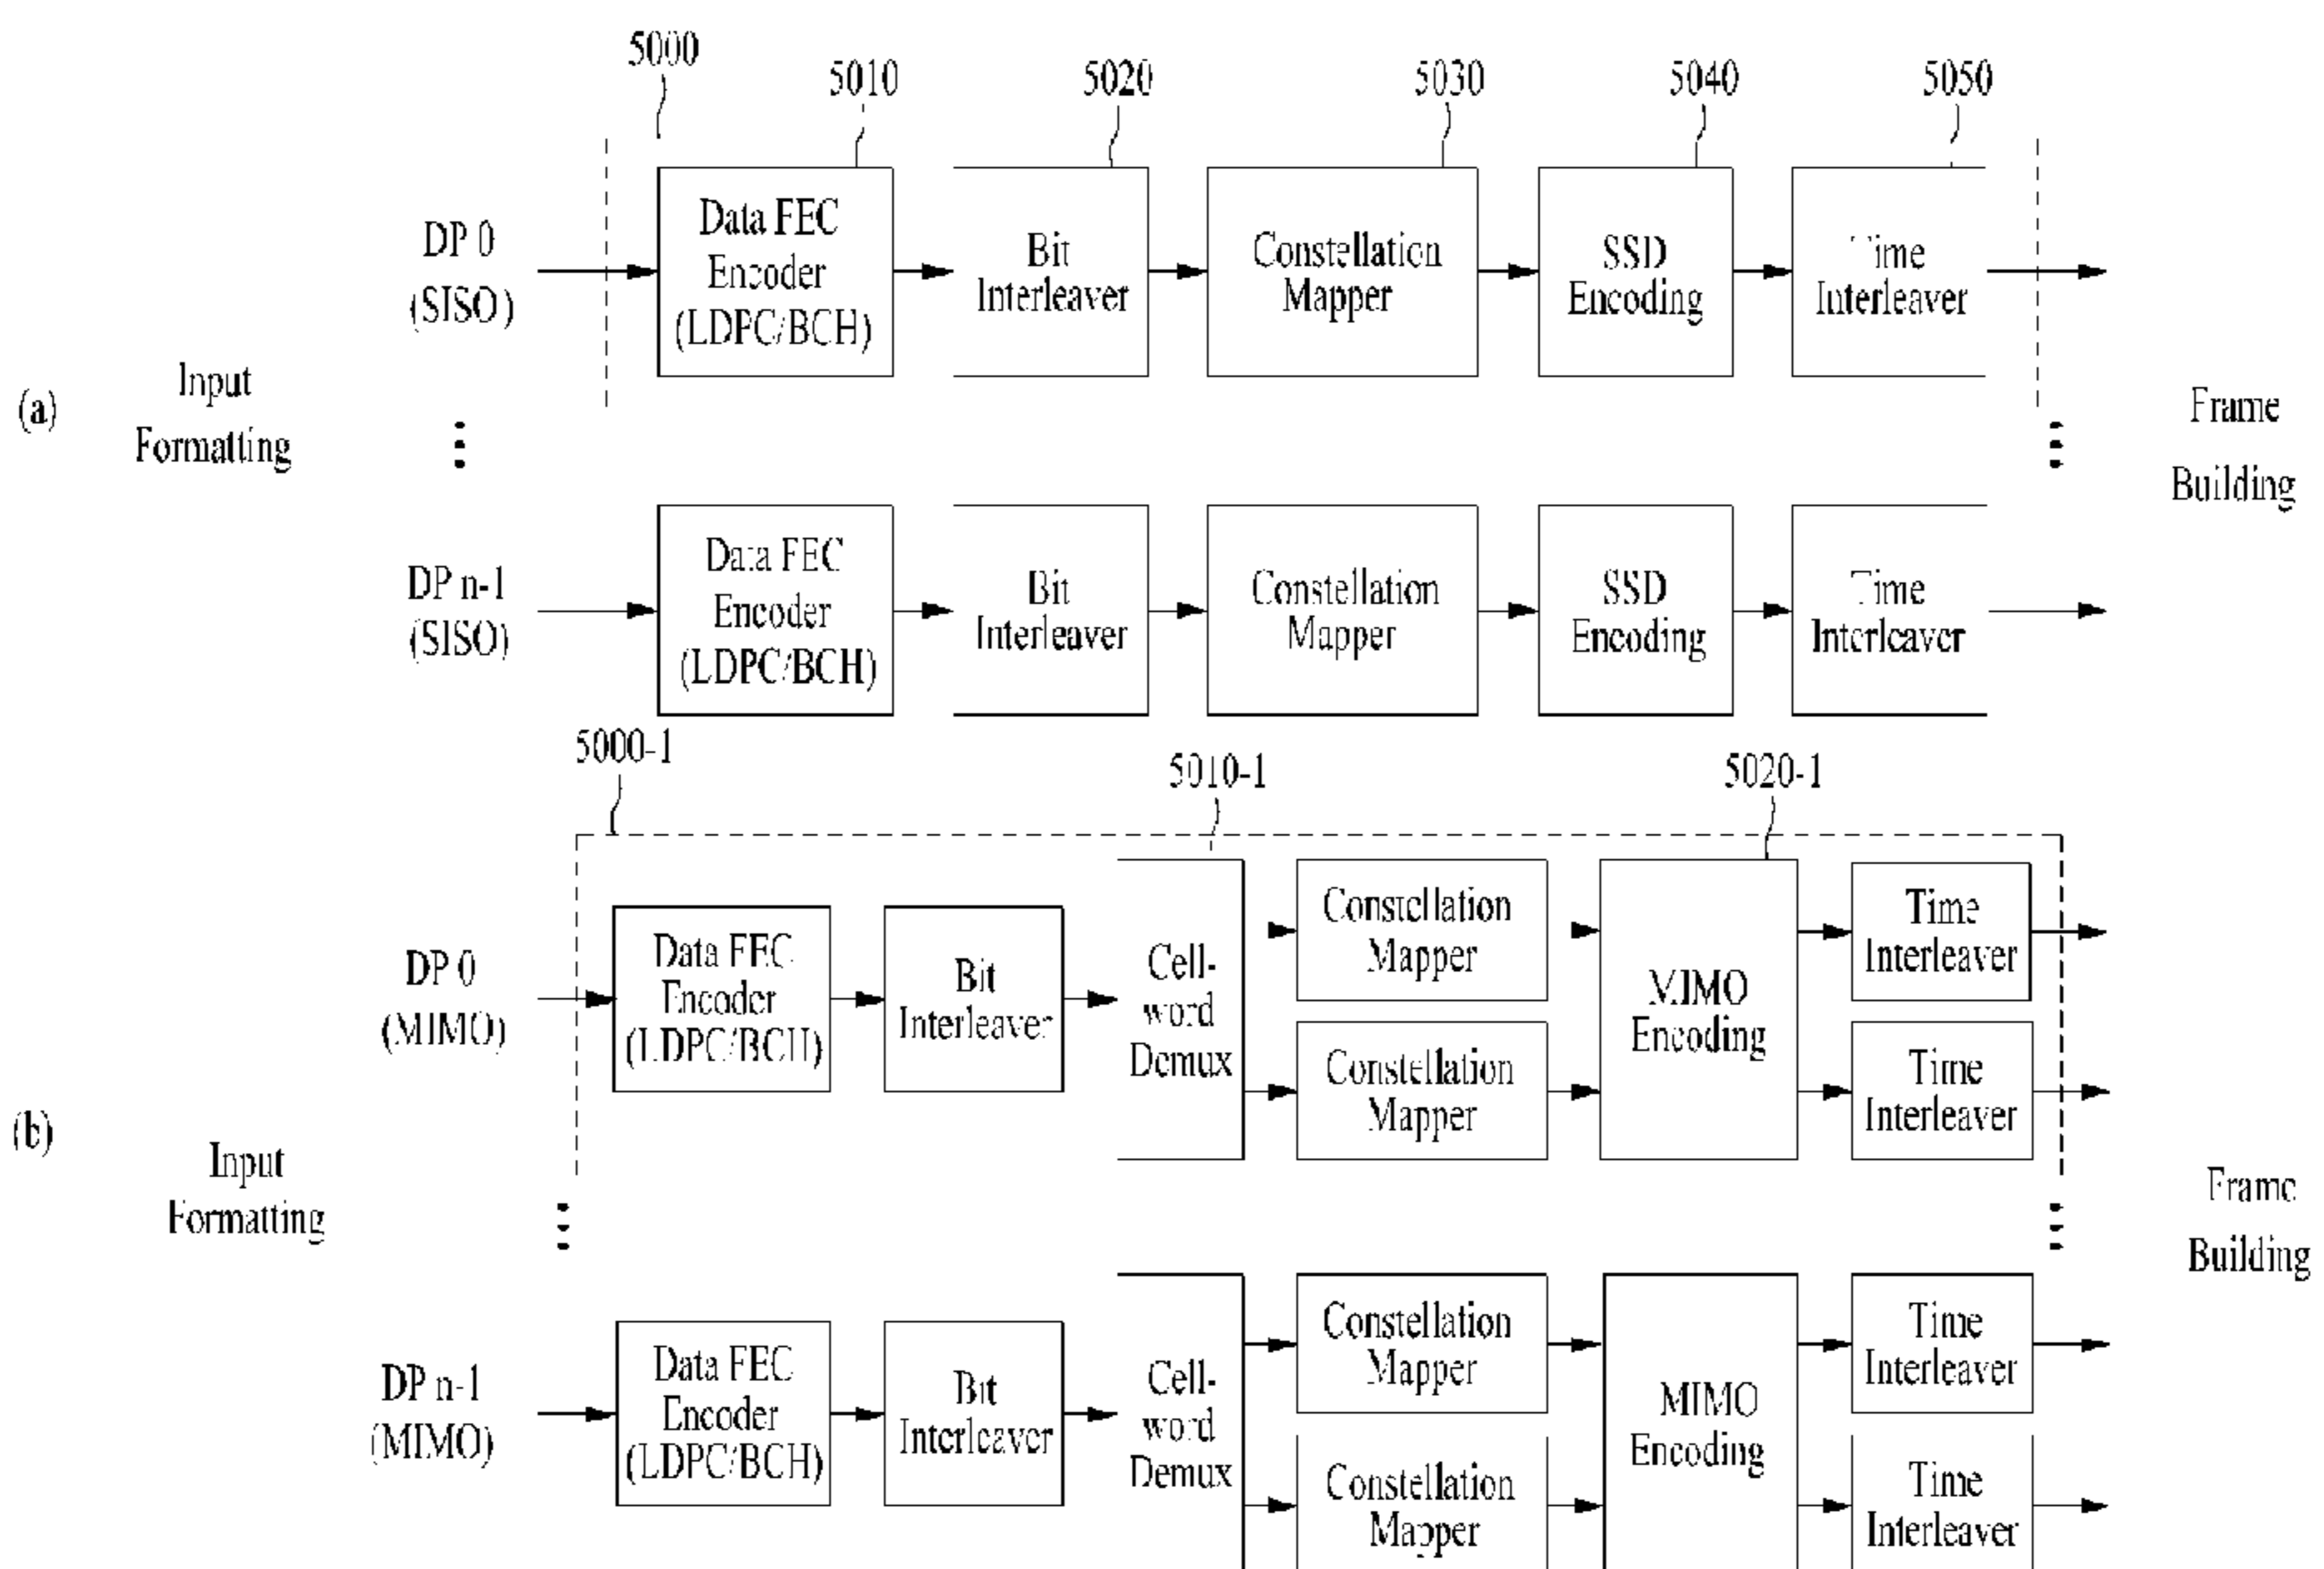 5000
5010
5020
5030
5040
5050
DP 0
(SISO)
Data FEC
Encoder
(LDPC/BCH)
Bit
Interleaver
Constellation
Mapper
SSD
Encoding
Time
Interleaver
(a)
Input
Formatting
Frame
Building
DP n-1
(SISO)
Data FEC
Encoder
(LDPC/BCH)
Bit
Interleaver
Constellation
Mapper
SSD
Encoding
Time
Interleaver
5000-1
5010-1
5020-1
DP 0
(MIMO)
Data FEC
Encoder
(LDPC/BCH)
Bit
Interleaver
Cell-
word
Demux
Constellation
Mapper
Constellation
Mapper
MIMO
Encoding
Time
Interleaver
Time
Interleaver
(b)
Input
Formatting
Frame
Building
DP n-1
(MIMO)
Data FEC
Encoder
(LDPC/BCH)
Bit
Interleaver
Cell-
word
Demux
Constellation
Mapper
Constellation
Mapper
MIMO
Encoding
Time
Interleaver
Time
Interleaver